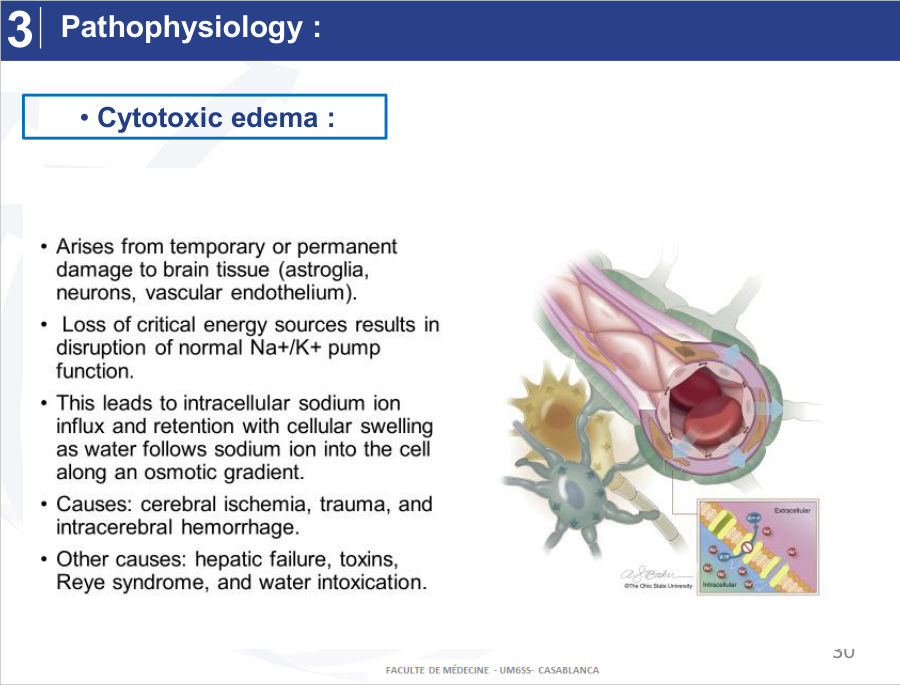 3 Pathophysiology :
• Cytotoxic edema :
• Arises from temporary or permanent
damage to brain tissue (astroglia,
neurons, vascular endothelium).
• Loss of critical energy sources results in
disruption of normal Na+/K+ pump
function.
• This leads to intracellular sodium ion
influx and retention with cellular swelling
as water follows sodium ion into the cell
along an osmotic gradient.
• Causes: cerebral ischemia, trauma, and
intracerebral hemorrhage.
• Other causes: hepatic failure, toxins,
Reye syndrome, and water intoxication.
Extracellular
ATP
Intracellular
©The Ohio State University
30
FACULTE DE MÉDECINE - UM6SS- CASABLANCA